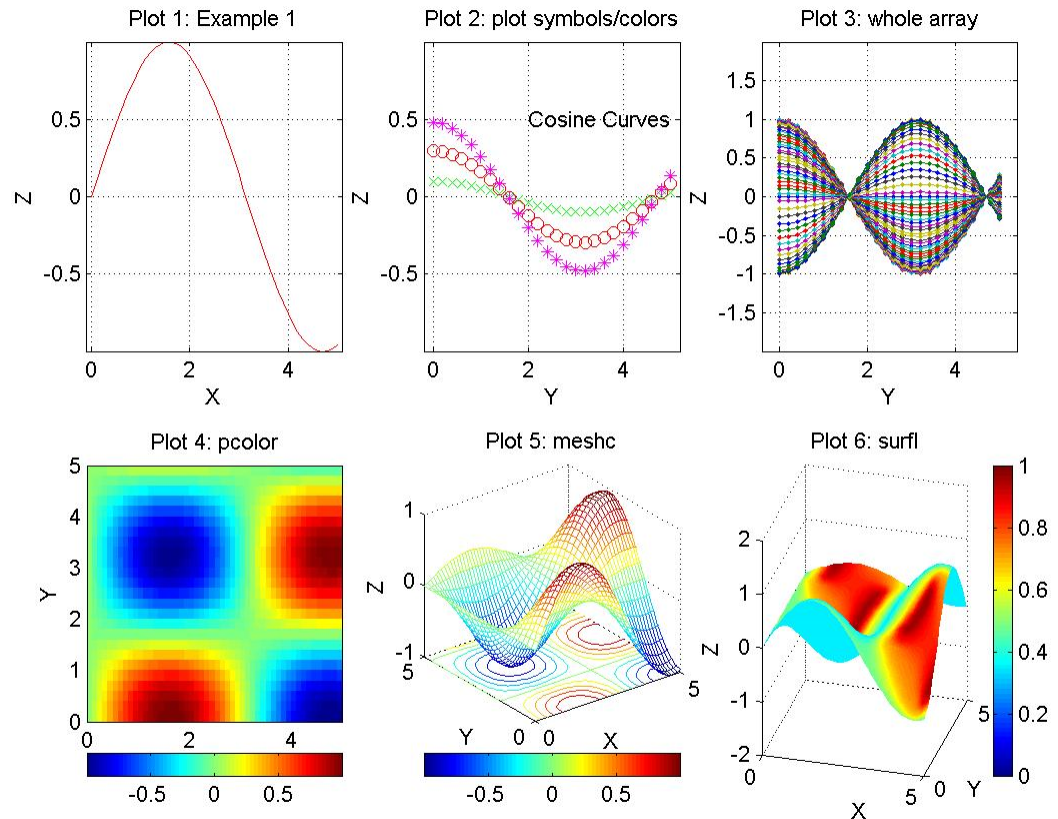 Plot 1: Example 1
Z
0.5
0
-0.5
0 2 4
X
Plot 2: plot symbols/colors
Cosine Curves
Z
0.5
0
-0.5
0 2 4
Y
Plot 3: whole array
Z
1.5
1
0.5
0
-0.5
-1
-1.5
0 2 4
Y
Plot 4: pcolor
Y
5
4
3
2
1
0
0 2 4
-0.5 0 0.5
Plot 5: meshc
Z
1
0
-1
5
Y
0 0
X
5
-0.5 0 0.5
Plot 6: surfl
Z
2
1
0
-1
-2
0
X
5
0
Y
5
1
0.8
0.6
0.4
0.2
0